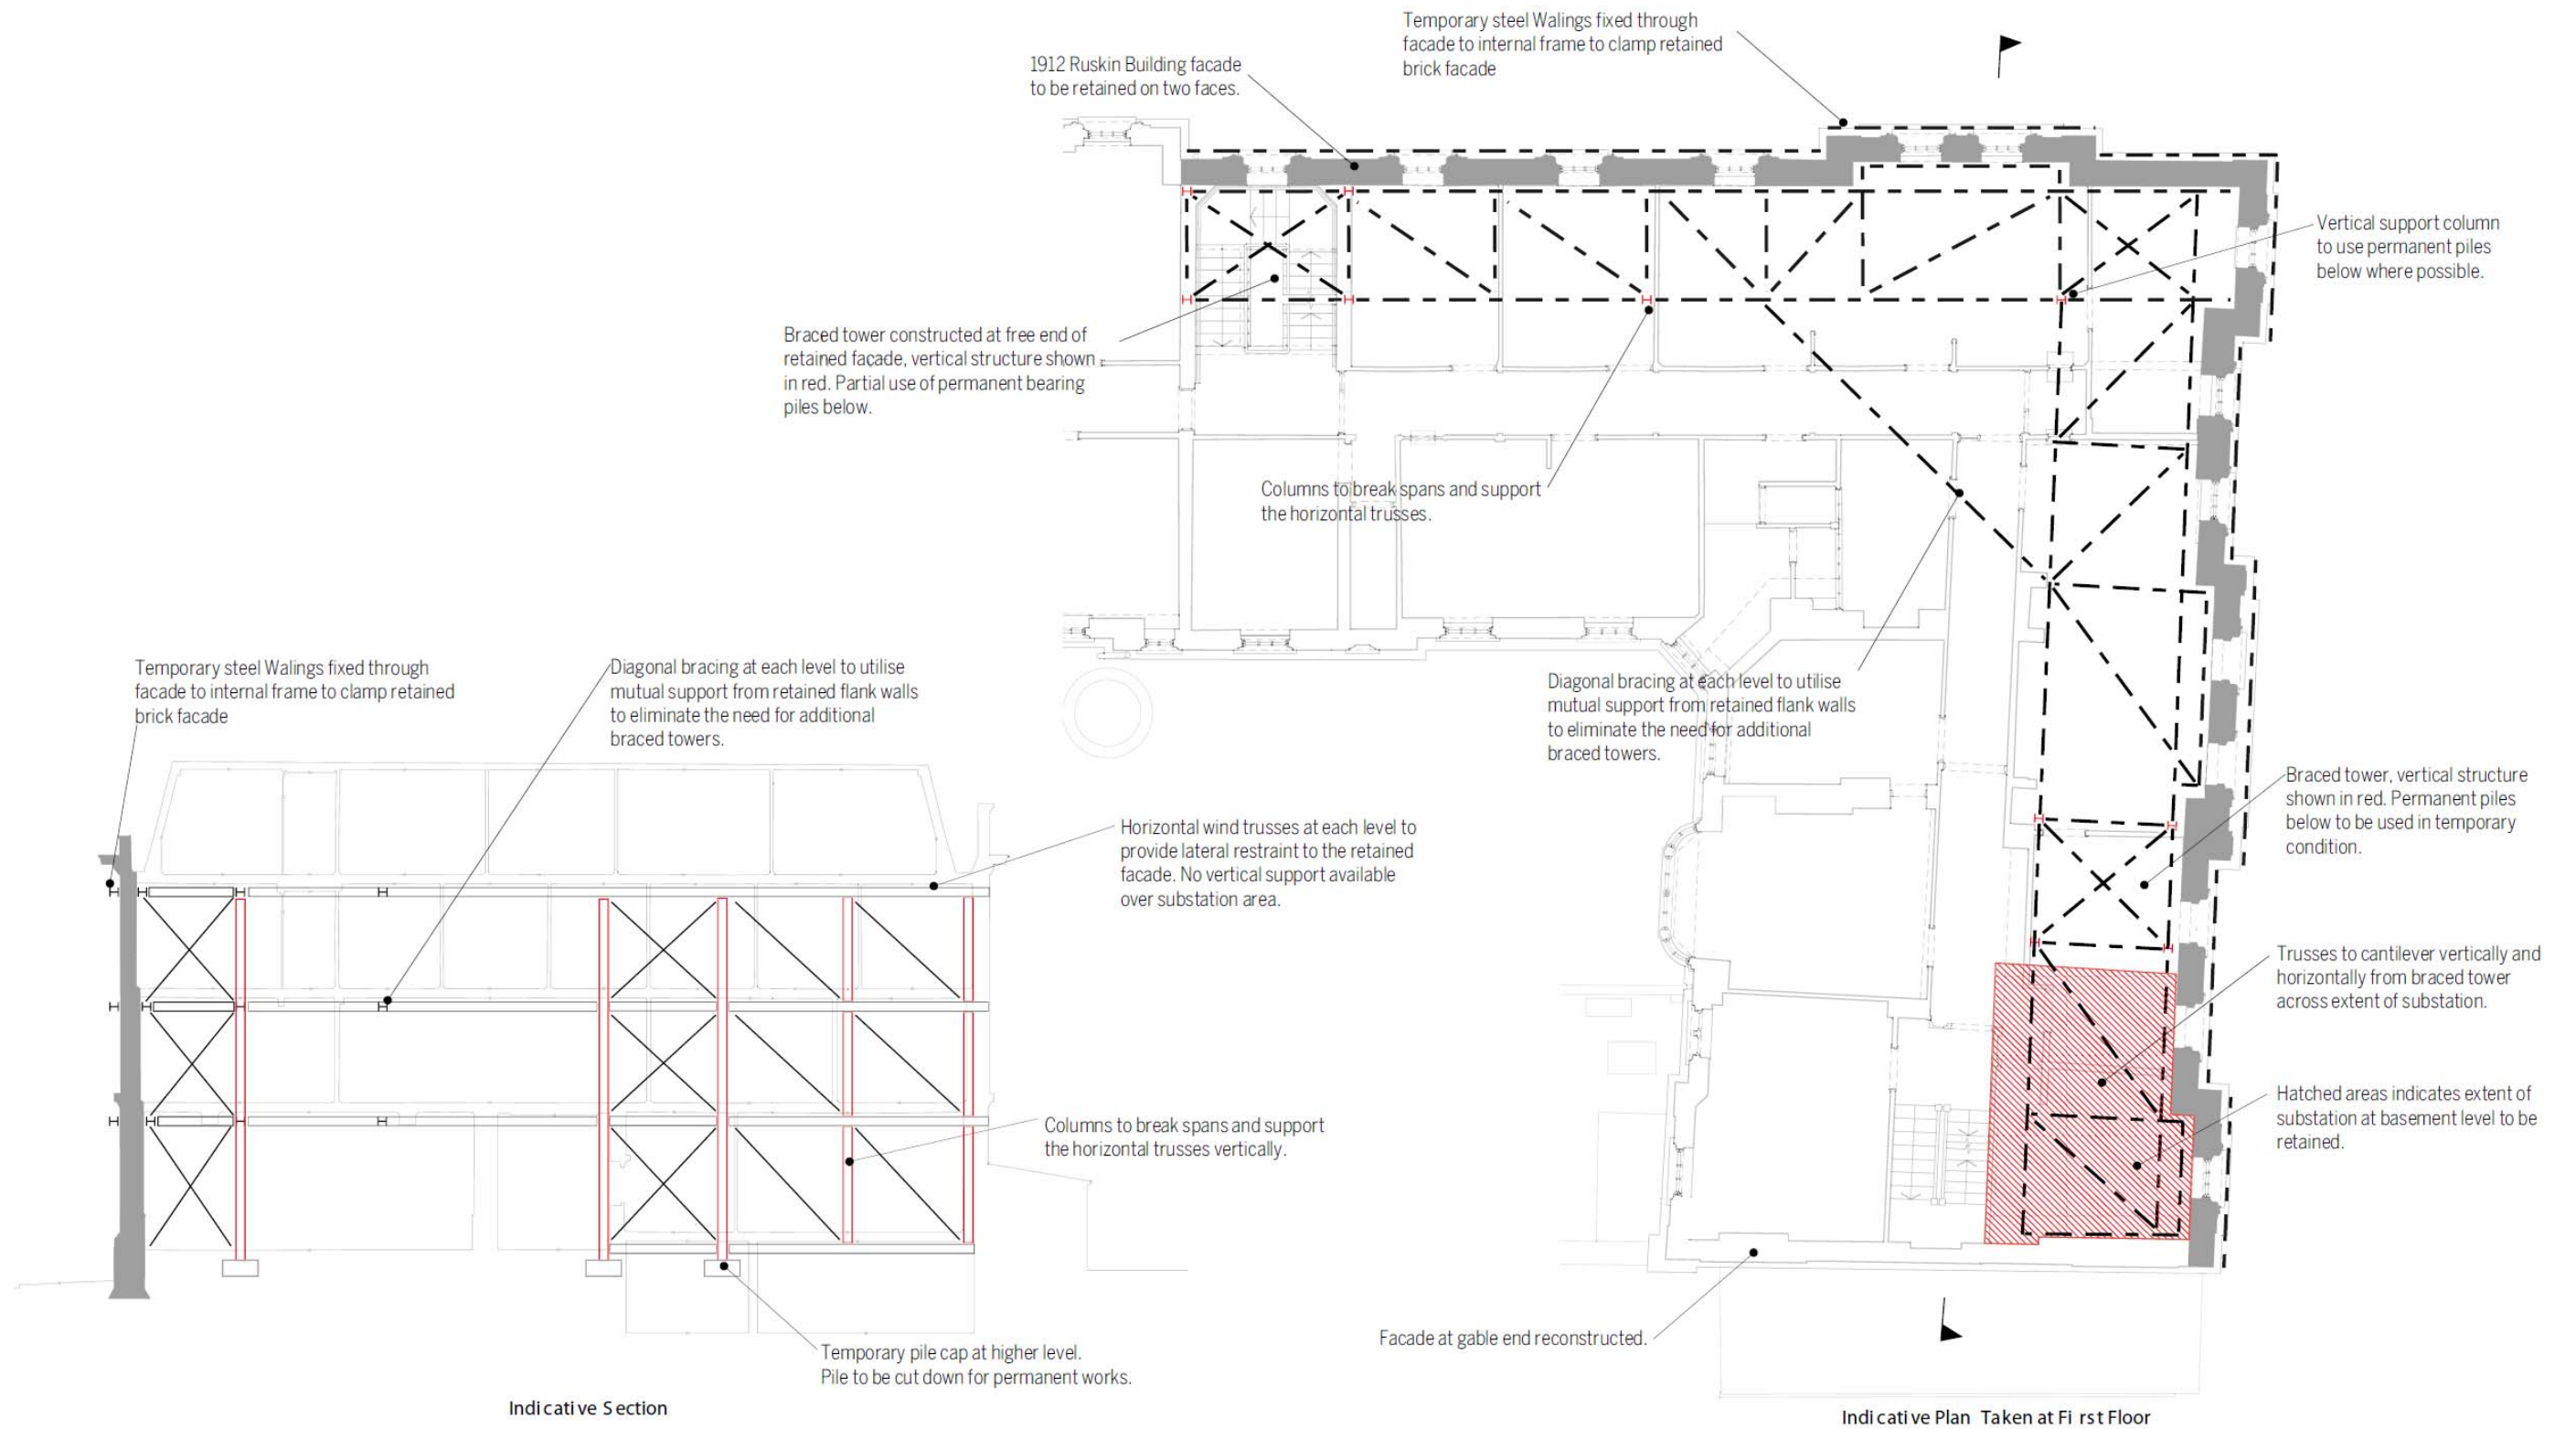 Temporary steel Walings fixed through
facade to internal frame to clamp retained
brick facade
1912 Ruskin Building facade
to be retained on two faces.
Vertical support column
to use permanent piles
below where possible.
Braced tower constructed at free end of
retained façade, vertical structure shown
in red. Partial use of permanent bearing
piles below.
Columns to break spans and support
the horizontal trusses.
Temporary steel Walings fixed through
facade to internal frame to clamp retained
brick facade
Diagonal bracing at each level to utilise
mutual support from retained flank walls
to eliminate the need for additional
braced towers.
Diagonal bracing at each level to utilise
mutual support from retained flank walls
to eliminate the need for additional
braced towers.
Braced tower, vertical structure
shown in red. Permanent piles
below to be used in temporary
condition.
Horizontal wind trusses at each level to
provide lateral restraint to the retained
facade. No vertical support available
over substation area.
Trusses to cantilever vertically and
horizontally from braced tower
across extent of substation.
Hatched areas indicates extent of
substation at basement level to be
retained.
Columns to break spans and support
the horizontal trusses vertically.
Facade at gable end reconstructed.
Temporary pile cap at higher level.
Pile to be cut down for permanent works.
Indicative Section
Indicative Plan Taken at First Floor